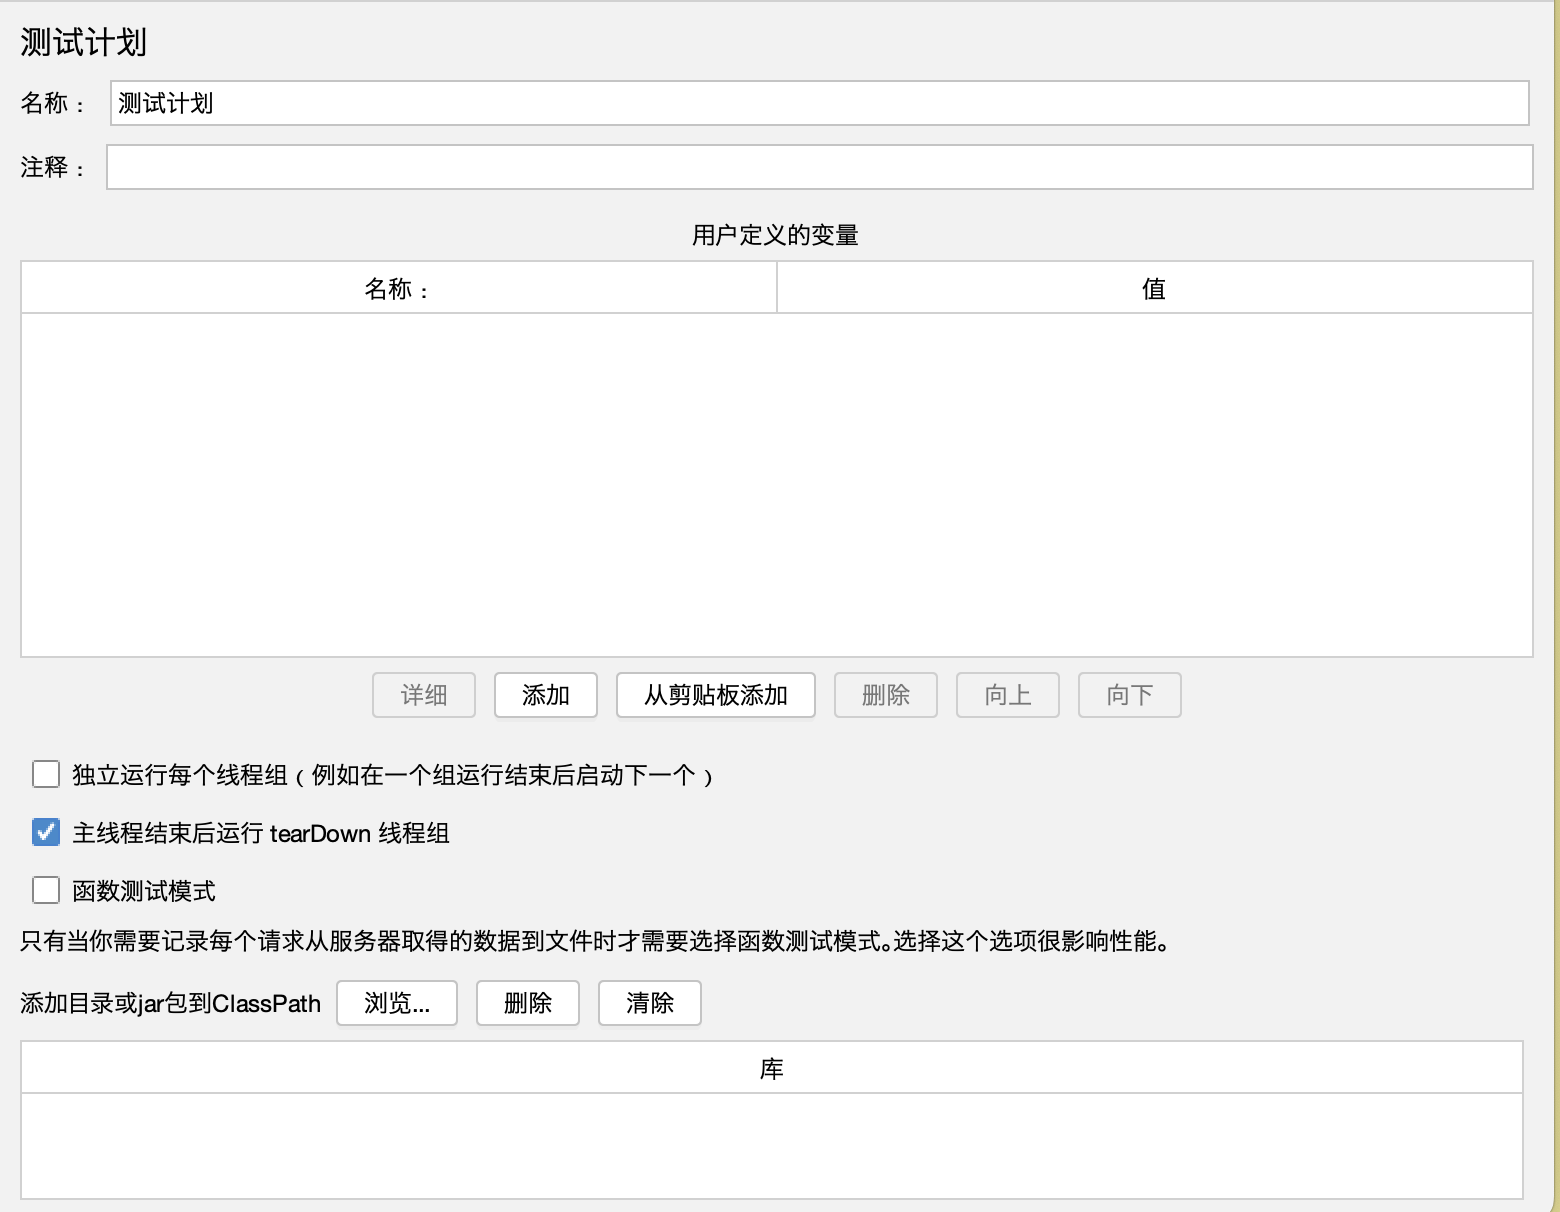 测试计划
名称： 测试计划
注释：
用户定义的变量
名称： 值
详细 添加 从剪贴板添加 删除 向上 向下
独立运行每个线程组（例如在一个组运行结束后启动下一个）
主线程结束后运行 tearDown 线程组
函数测试模式
只有当你需要记录每个请求从服务器取得的数据到文件时才需要选择函数测试模式。选择这个选项很影响性能。
添加目录或jar包到ClassPath 浏览... 删除 清除
库